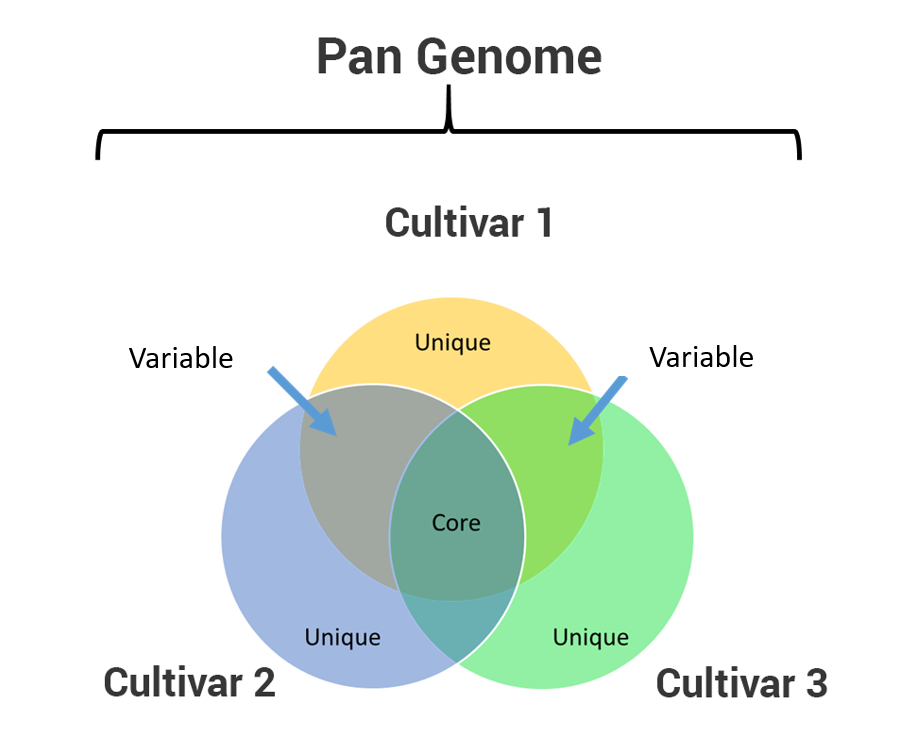 Pan Genome
Cultivar 1
Unique
Variable
Variable
Core
Unique
Unique
Cultivar 2
Cultivar 3